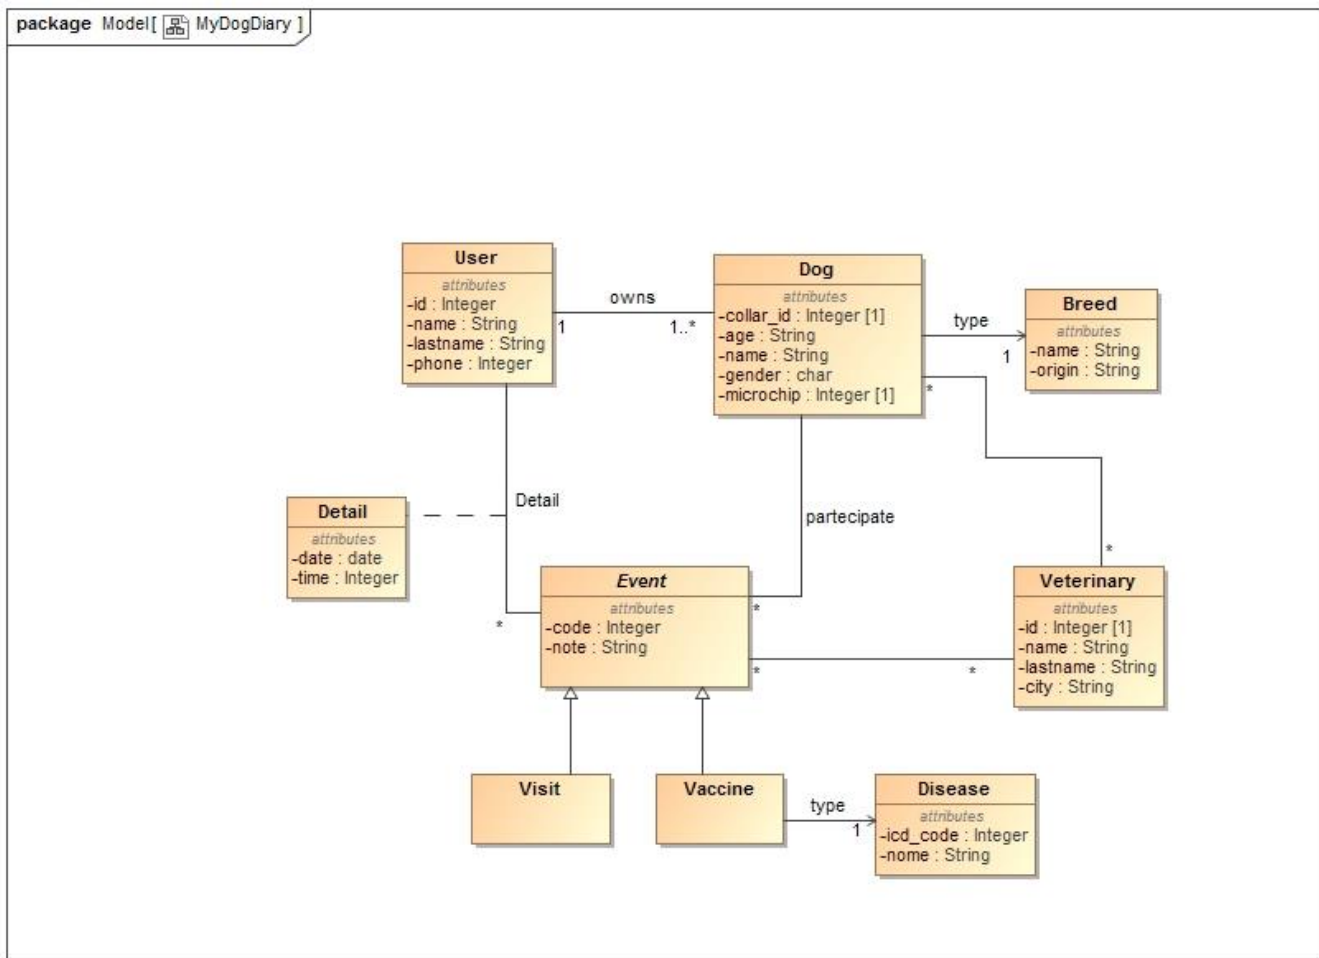 package Model[ MyDogDiary ]
User
attributes
-id : Integer
-name : String
-lastname : String
-phone : Integer
1
owns
1..*
Dog
attributes
-collar_id : Integer [1]
-age : String
-name : String
-gender : char
-microchip : Integer [1]
type
1
Breed
attributes
-name : String
-origin : String
*
*
Detail
attributes
-date : date
-time : Integer
Detail
*
partecipate
*
Event
attributes
-code : Integer
-note : String
*
*
Veterinary
attributes
-id : Integer [1]
-name : String
-lastname : String
-city : String
Visit
Vaccine
type
1
Disease
attributes
-icd_code : Integer
-nome : String